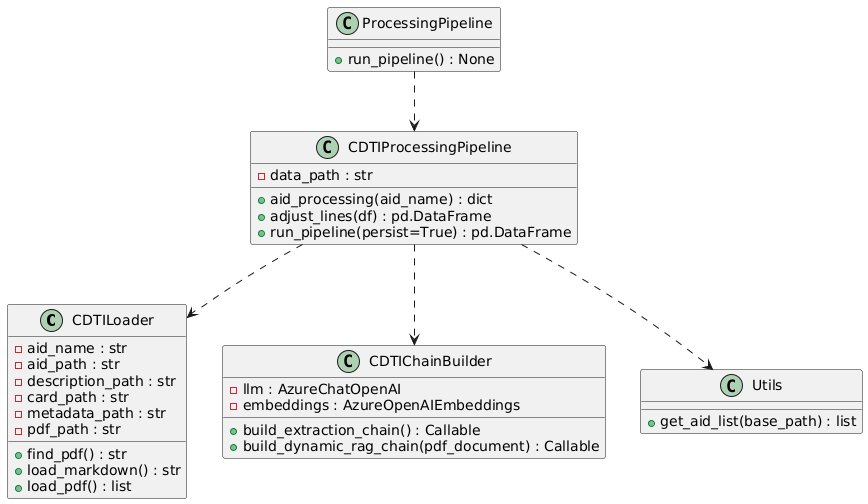 C ProcessingPipeline
run_pipeline() : None
C CDTIProcessingPipeline
data_path : str
aid_processing(aid_name) : dict
adjust_lines(df) : pd.DataFrame
run_pipeline(persist=True) : pd.DataFrame
C CDTILoader
aid_name : str
aid_path : str
description_path : str
card_path : str
metadata_path : str
pdf_path : str
find_pdf() : str
load_markdown() : str
load_pdf() : list
C CDTIChainBuilder
llm : AzureChatOpenAI
embeddings : AzureOpenAIEmbeddings
build_extraction_chain() : Callable
build_dynamic_rag_chain(pdf_document) : Callable
C Utils
get_aid_list(base_path) : list